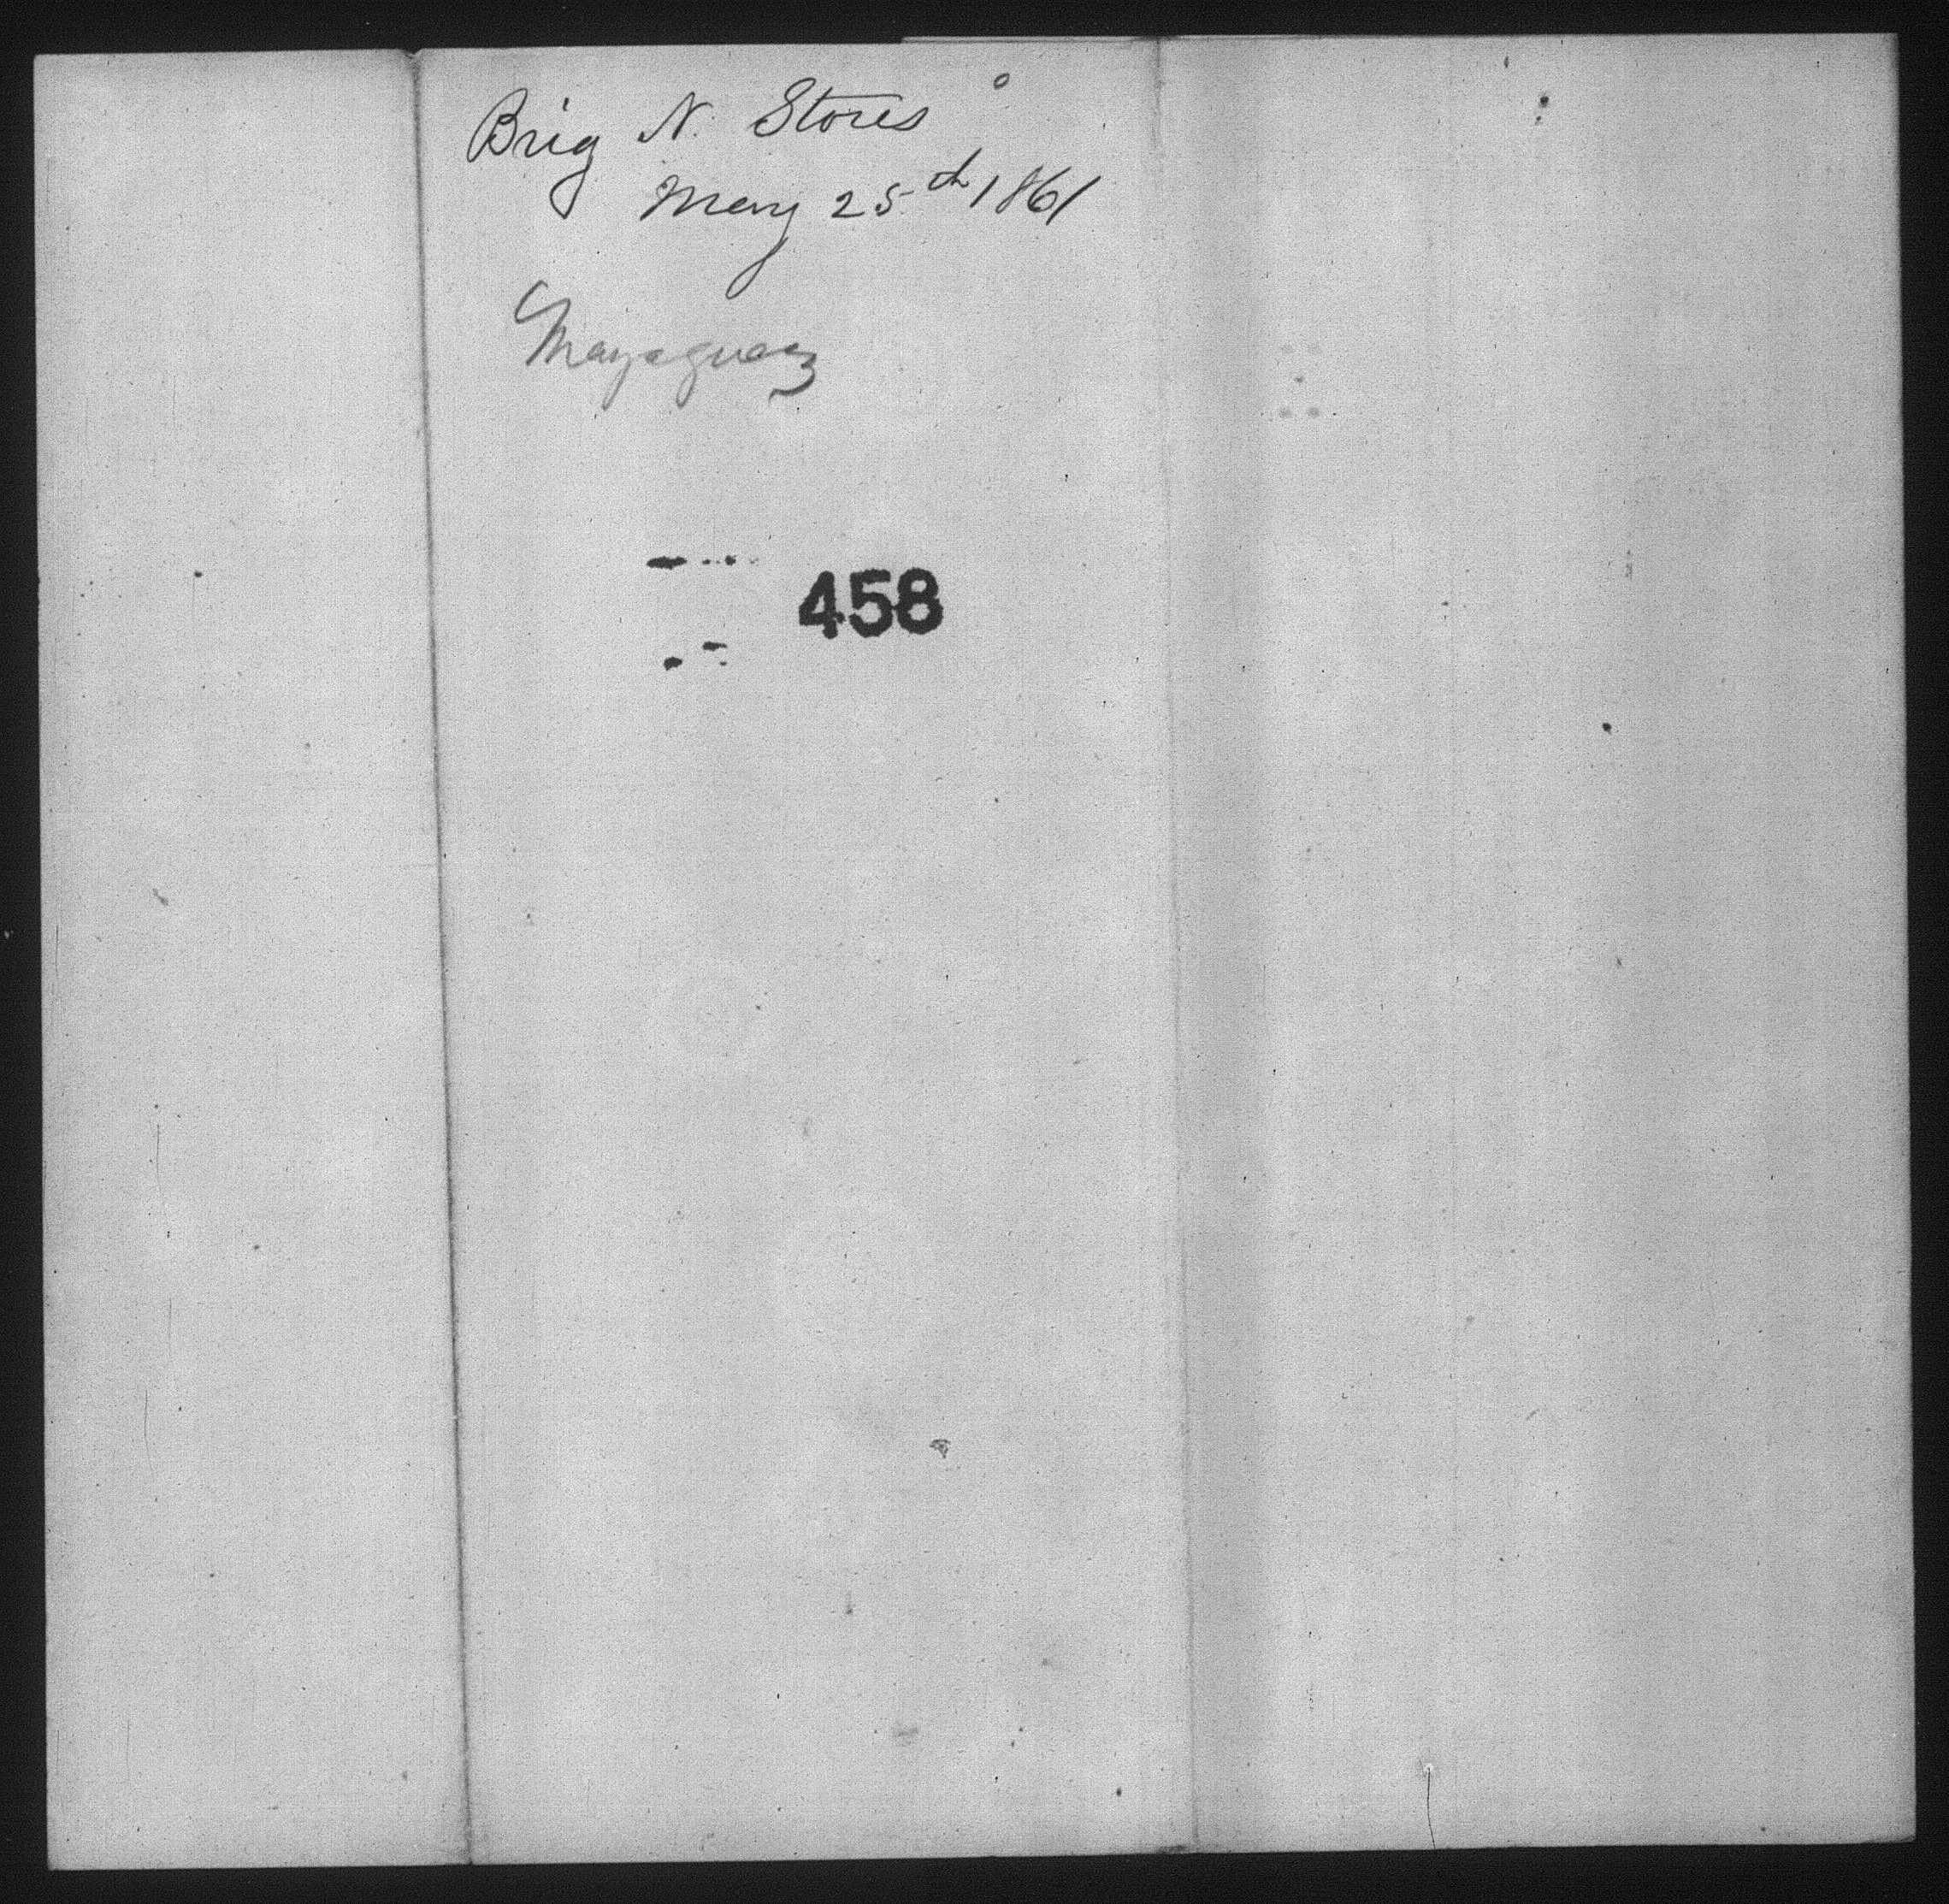 Brig N. Stores
May 25th 1861
Mayaguez
458